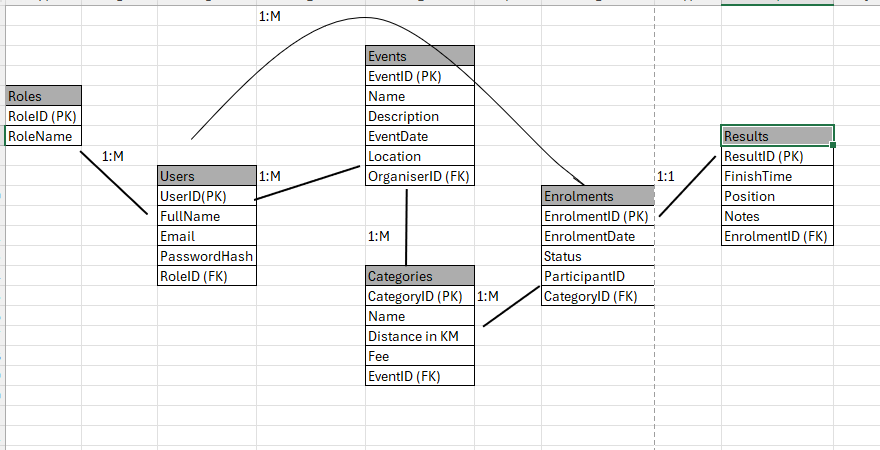 1:M
Events
EventID (PK)
Name
Description
EventDate
Location
OrganiserID (FK)
Roles
RoleID (PK)
RoleName
1:M
Users
UserID(PK)
FullName
Email
PasswordHash
RoleID (FK)
1:M
1:M
Categories
CategoryID (PK)
Name
Distance in KM
Fee
EventID (FK)
1:M
Enrolments
EnrolmentID (PK)
EnrolmentDate
Status
ParticipantID
CategoryID (FK)
1:1
Results
ResultID (PK)
FinishTime
Position
Notes
EnrolmentID (FK)